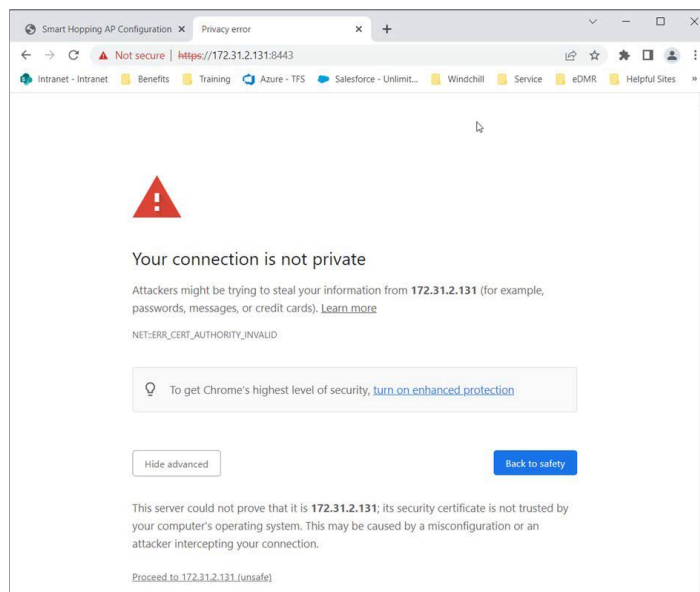 Smart Hopping AP Configuration
Privacy error
Not secure | https://172.31.2.131:8443
Intranet - Intranet Benefits Training Azure - TFS Salesforce - Unlimit... Windchill Service eDMR Helpful Sites »
Your connection is not private
Attackers might be trying to steal your information from 172.31.2.131 (for example,
passwords, messages, or credit cards). Learn more
NET::ERR_CERT_AUTHORITY_INVALID
To get Chrome's highest level of security, turn on enhanced protection
Hide advanced
Back to safety
This server could not prove that it is 172.31.2.131; its security certificate is not trusted by
your computer's operating system. This may be caused by a misconfiguration or an
attacker intercepting your connection.
Proceed to 172.31.2.131 (unsafe)